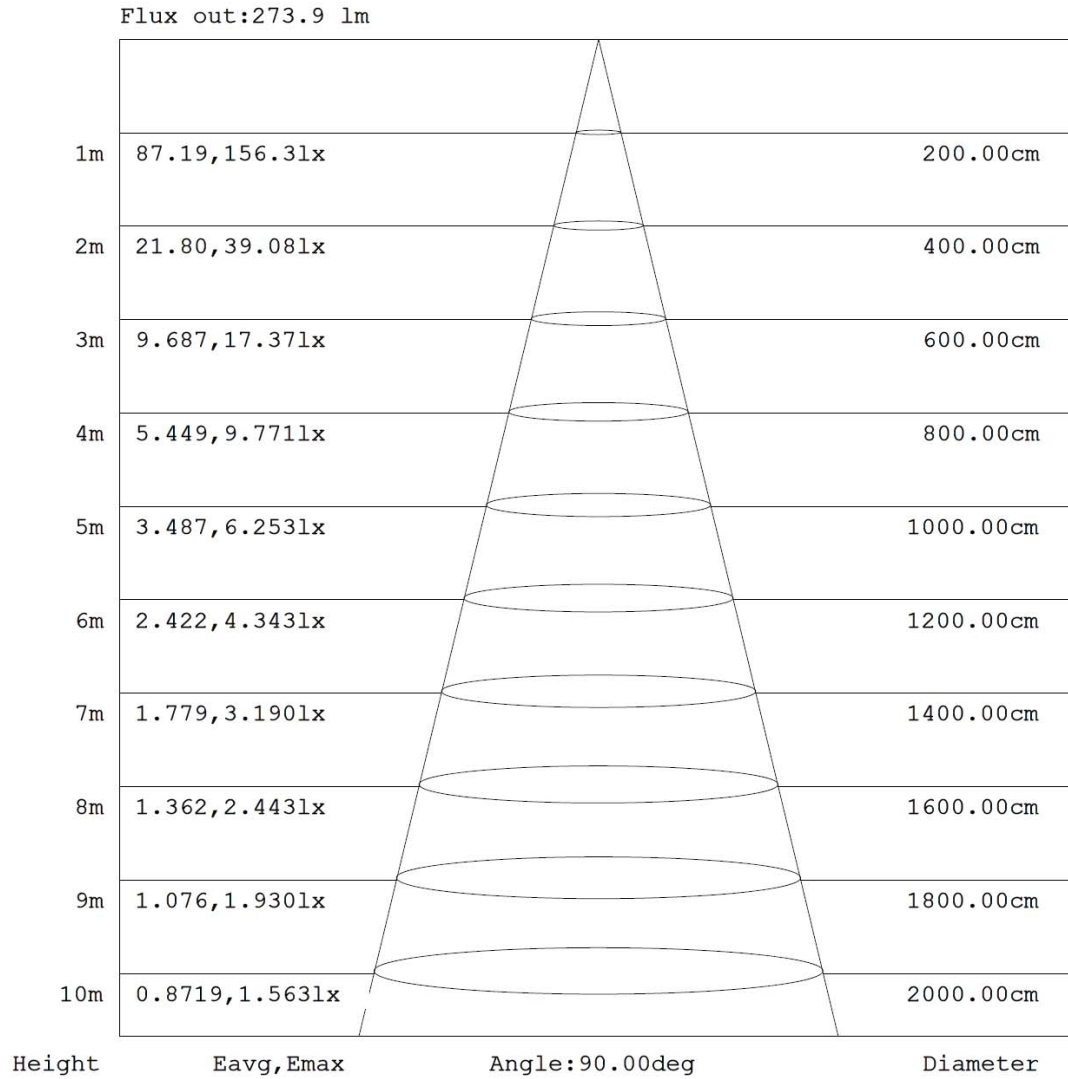 Flux out:273.9 lm
1m 87.19,156.3lx 200.00cm
2m 21.80,39.08lx 400.00cm
3m 9.687,17.37lx 600.00cm
4m 5.449,9.771lx 800.00cm
5m 3.487,6.253lx 1000.00cm
6m 2.422,4.343lx 1200.00cm
7m 1.779,3.190lx 1400.00cm
8m 1.362,2.443lx 1600.00cm
9m 1.076,1.930lx 1800.00cm
10m 0.8719,1.563lx 2000.00cm
Height Eavg,Emax Angle:90.00deg Diameter